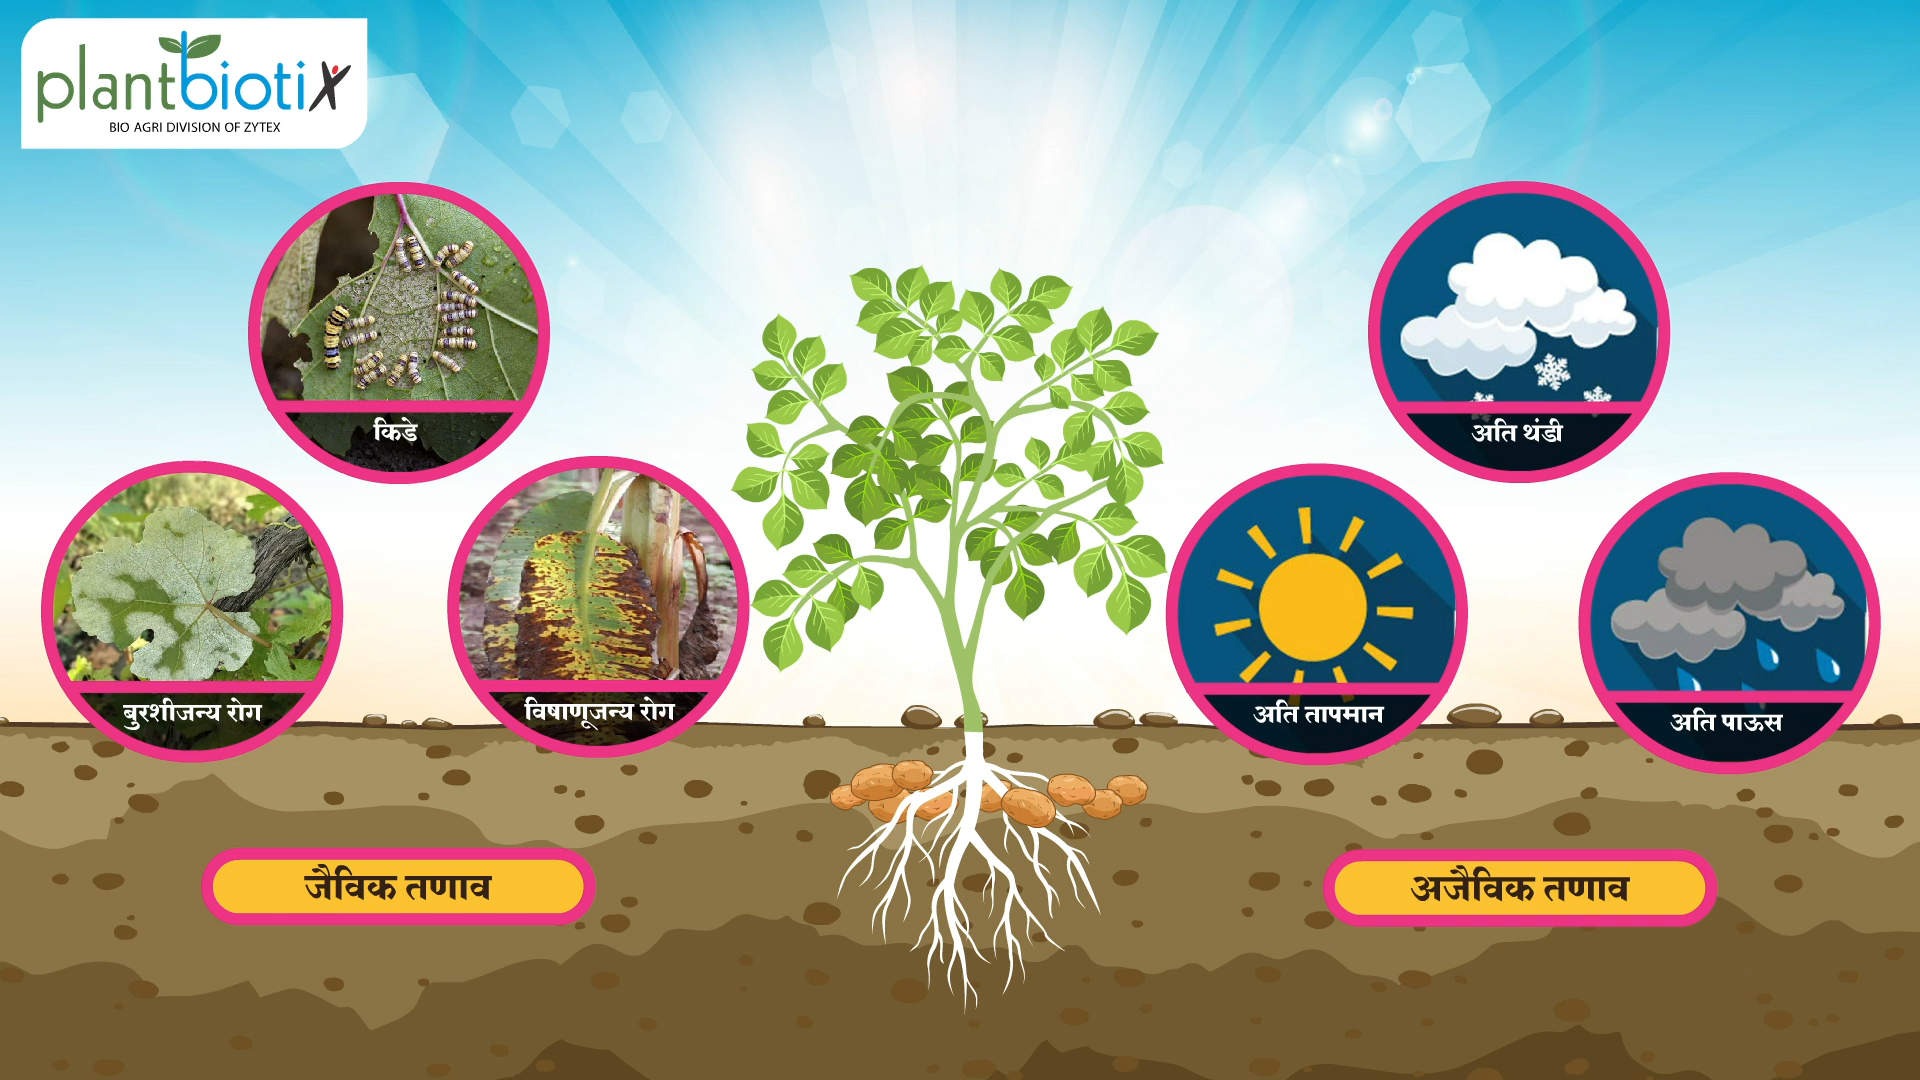 plantbiotix
BIO AGRI DIVISION OF ZYTEX
किडे
बुरशीजन्य रोग
विषाणूजन्य रोग
जैविक तणाव
अति थंडी
अति तापमान
अति पाऊस
अजैविक तणाव